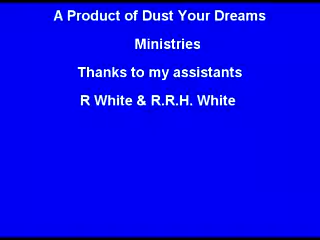 A Product of Dust Your Dreams
Ministries
Thanks to my assistants
R White & R.R.H. White